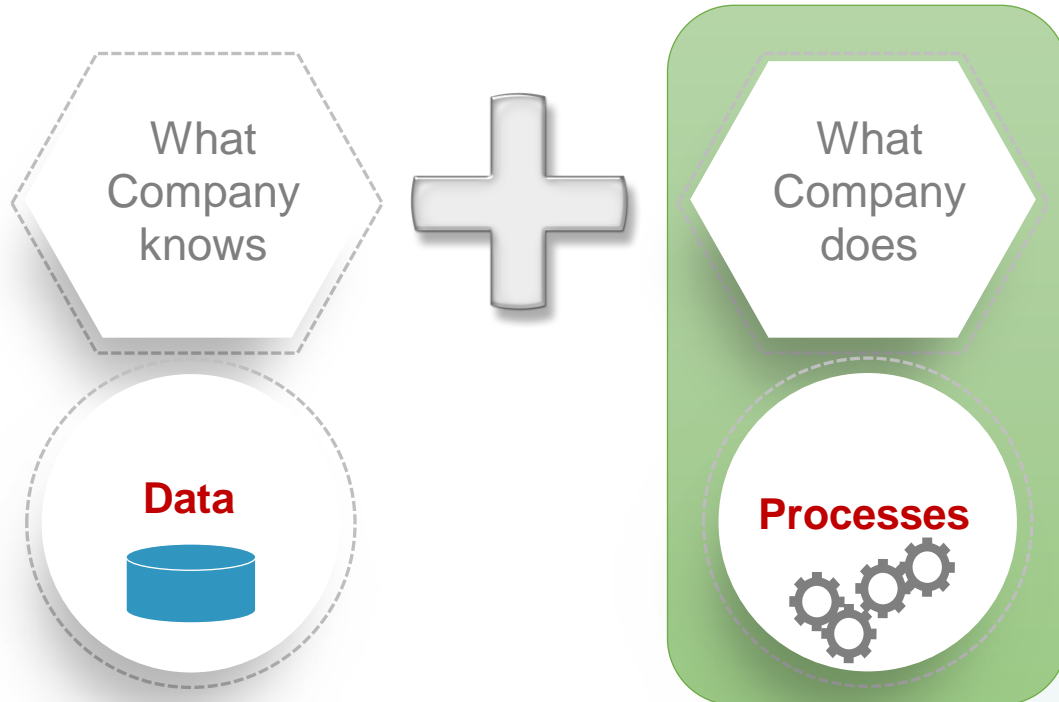 What
Company
knows
What
Company
does
Data
Processes